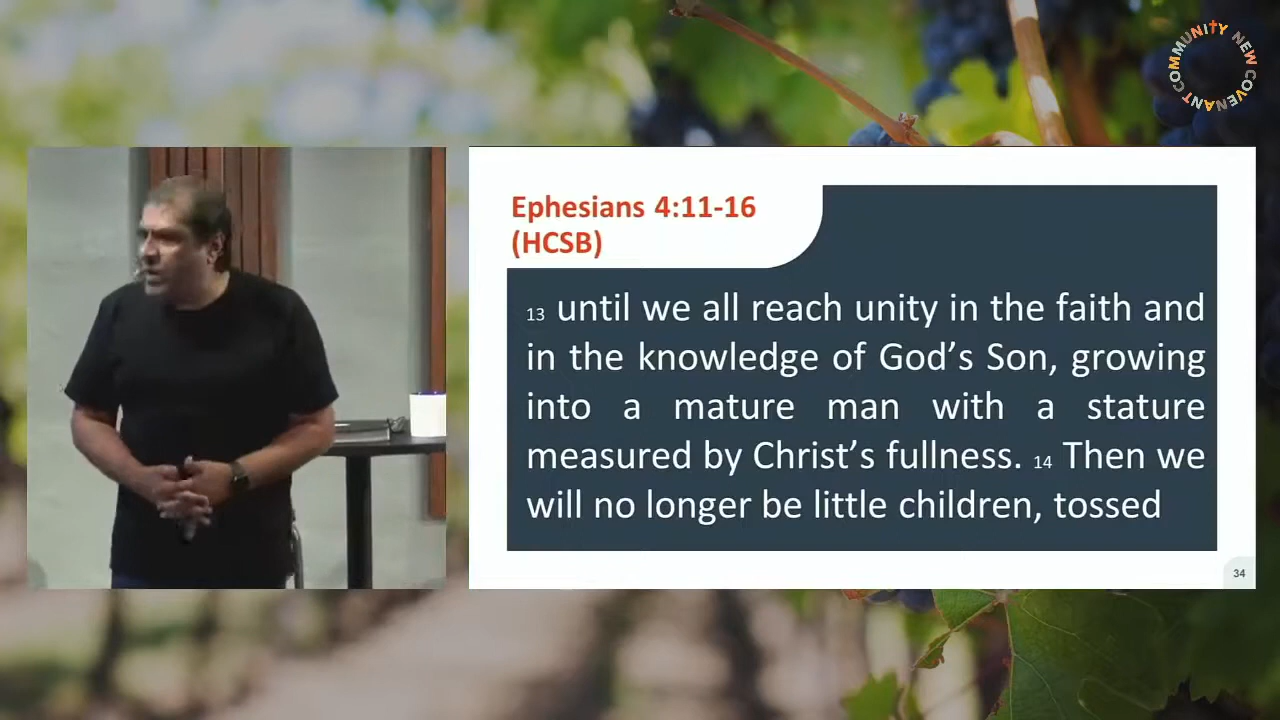 COMMUNITY NEW COVENANT
Ephesians 4:11-16
(HCSB)
13 until we all reach unity in the faith and
in the knowledge of God’s Son, growing
into a mature man with a stature
measured by Christ’s fullness. 14 Then we
will no longer be little children, tossed
34